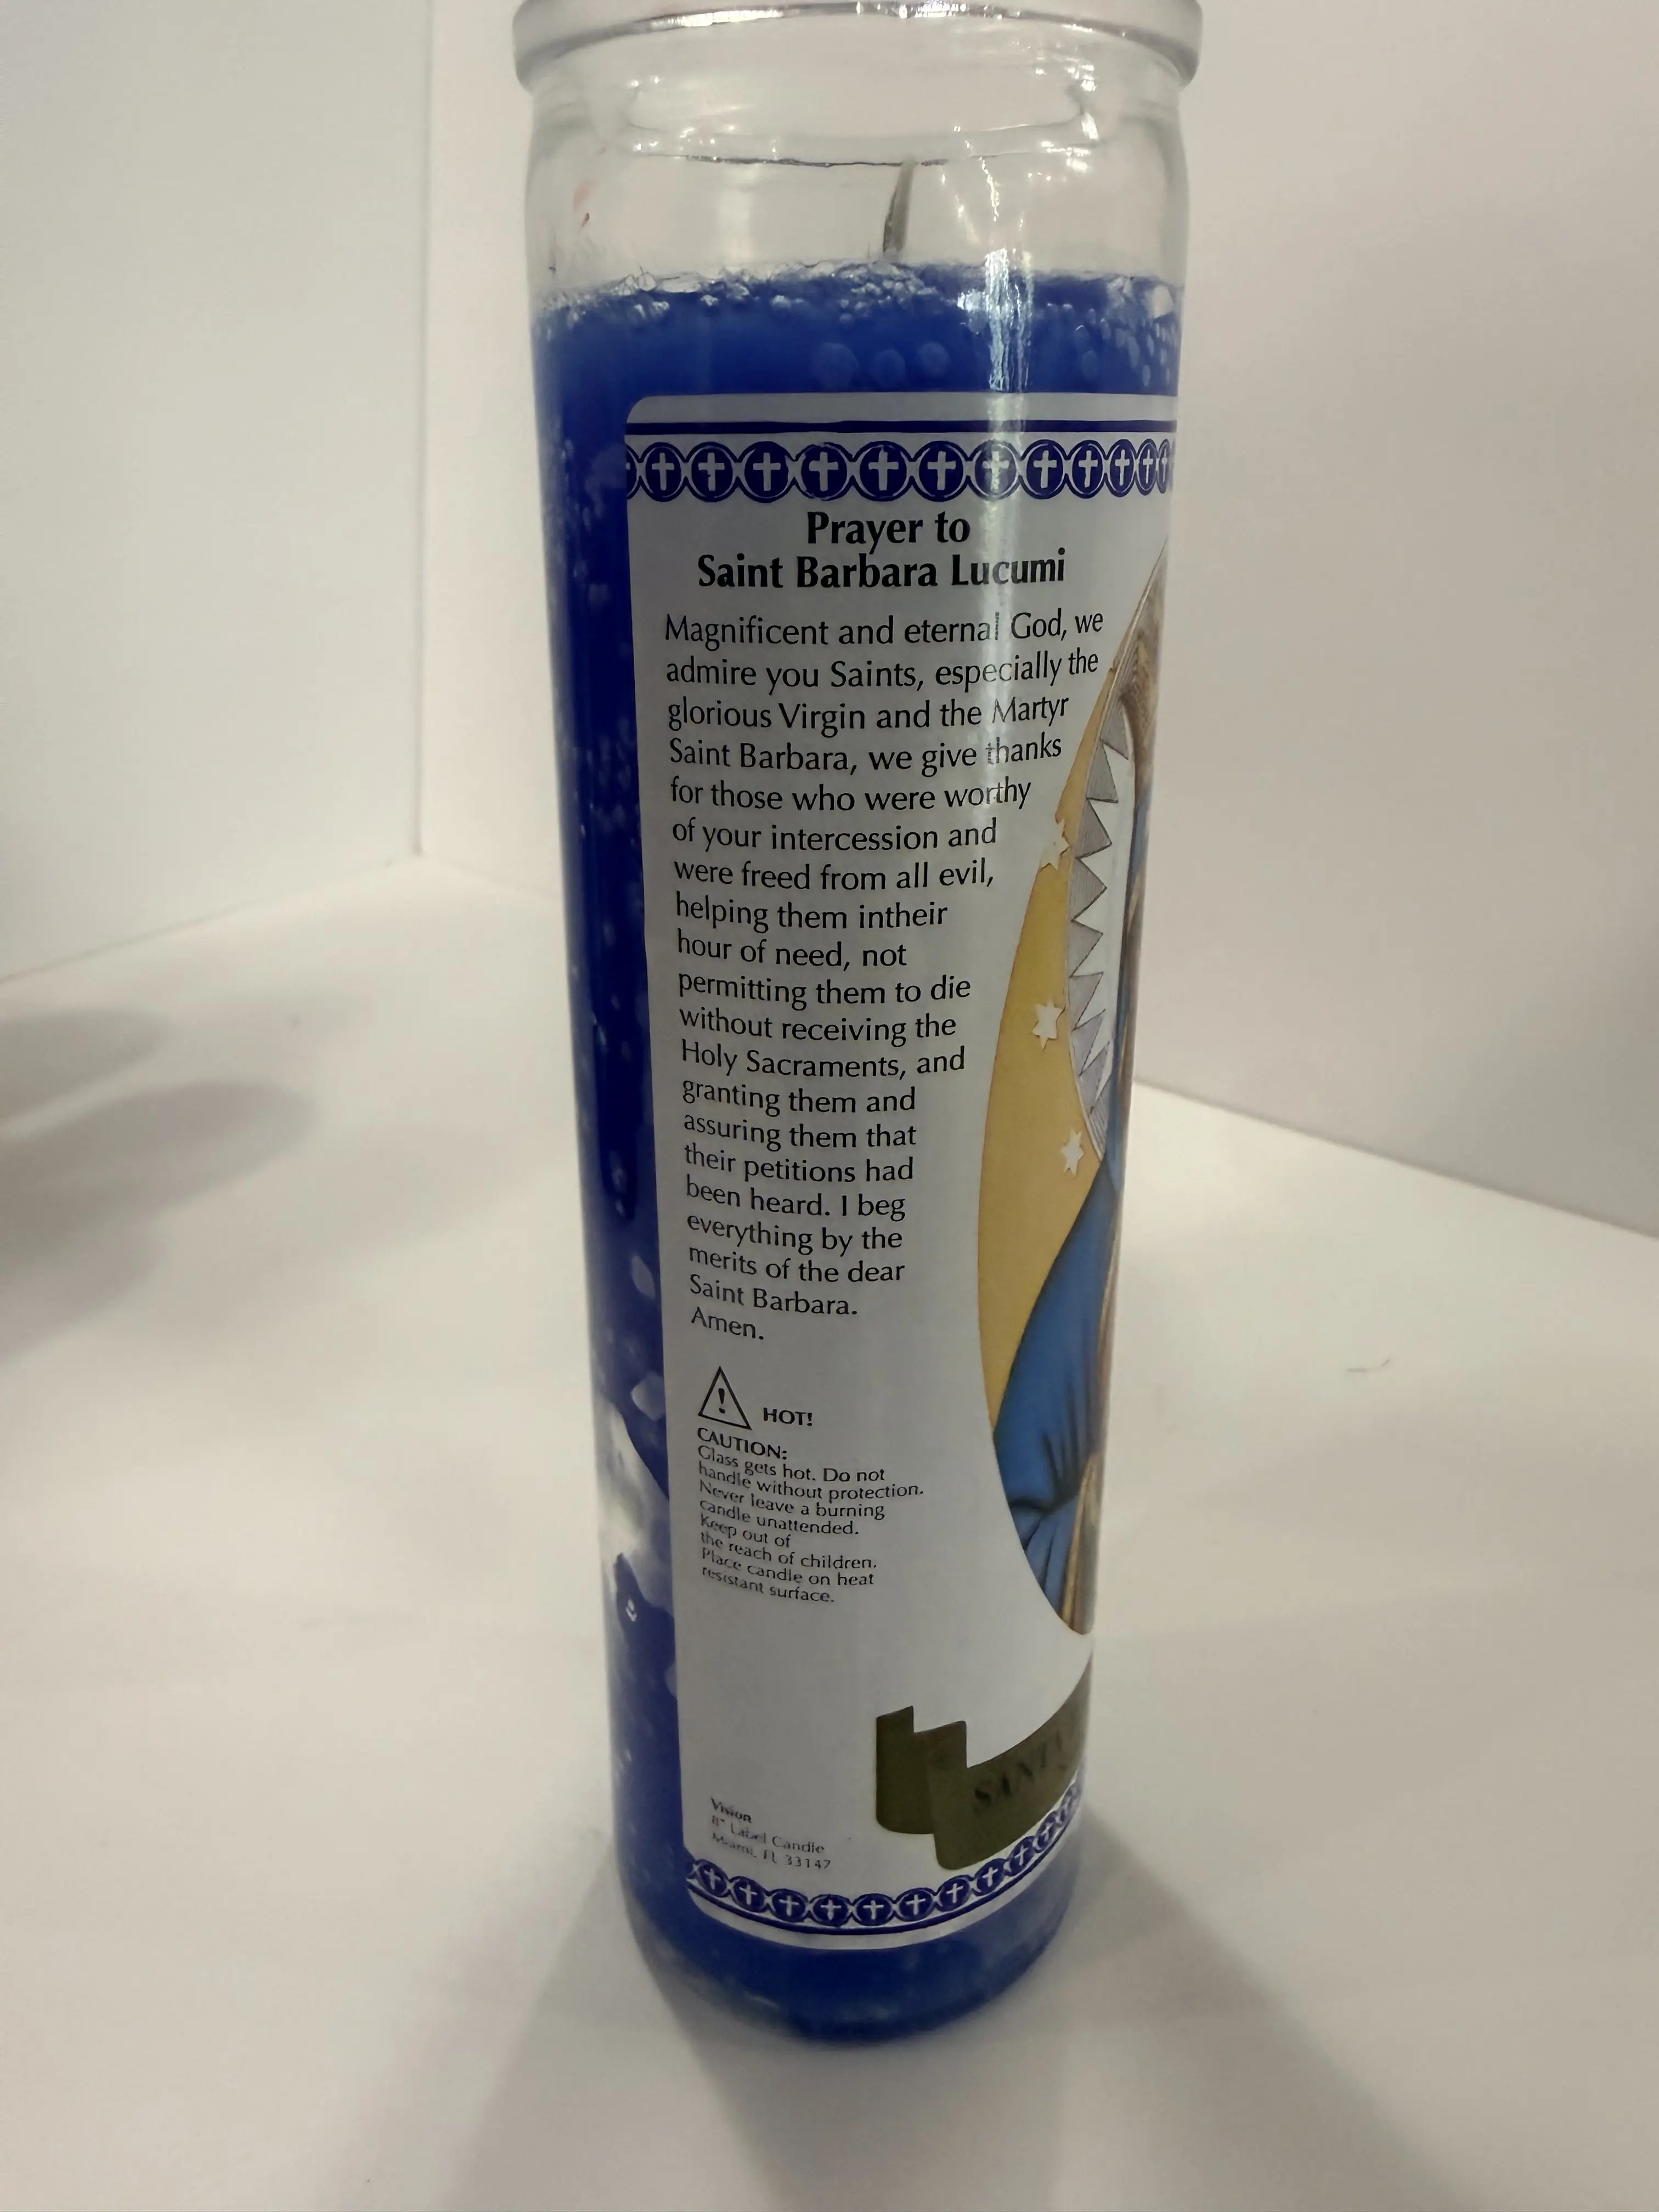 Prayer to
Saint Barbara Lucumi
Magnificent and eternal God, we
admire you Saints, especially the
glorious Virgin and the Martyr
Saint Barbara, we give thanks
for those who were worthy
of your intercession and
were freed from all evil,
helping them intheir
hour of need, not
permitting them to die
without receiving the
Holy Sacraments, and
granting them and
assuring them that
their petitions had
been heard. I beg
everything by the
merits of the dear
Saint Barbara.
Amen.
HOT!
CAUTION:
Glass gets hot. Do not
handle without protection.
Never leave a burning
candle unattended.
Keep out of
the reach of children.
Place candle on heat
resistant surface.
SANT
Vision
8" Label Candle
Miami, FL 33147